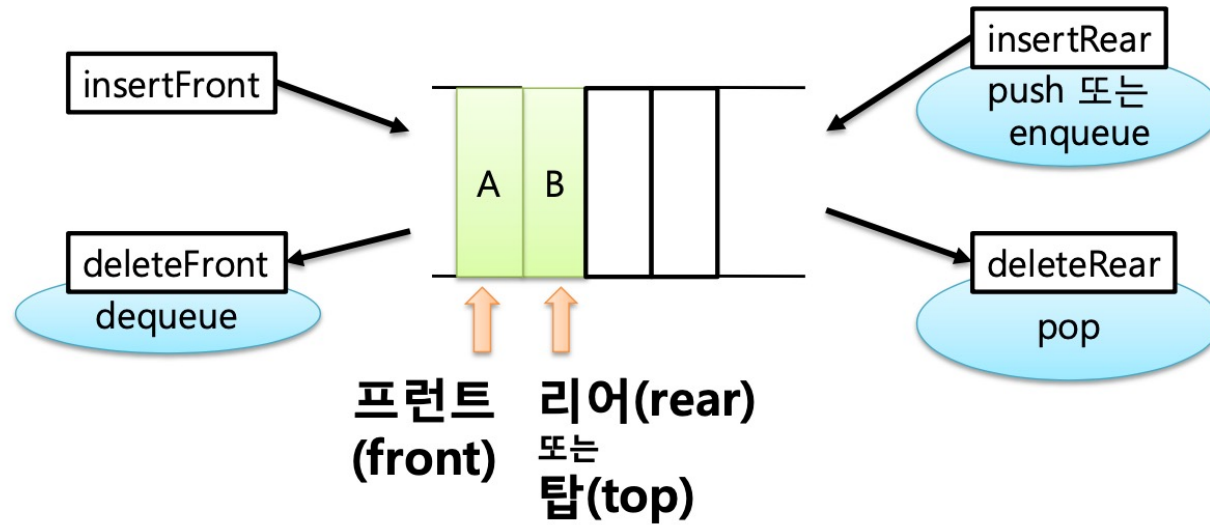 insertFront
insertRear
push 또는
enqueue
A
B
deleteFront
dequeue
deleteRear
pop
프런트
(front)
리어(rear)
또는
탑(top)